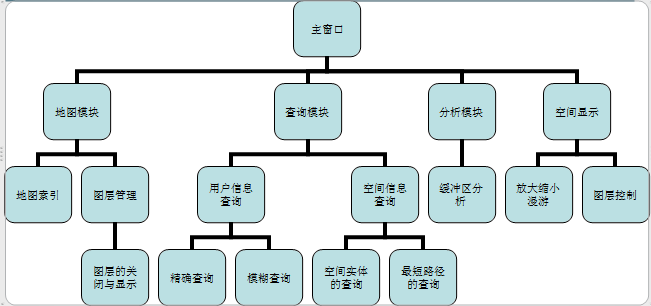 主窗口
地图模块
查询模块
分析模块
空间显示
地图索引
图层管理
用户信息
查询
空间信息
查询
缓冲区分
析
放大缩小
漫游
图层控制
图层的关
闭与显示
精确查询
模糊查询
空间实体
的查询
最短路径
的查询